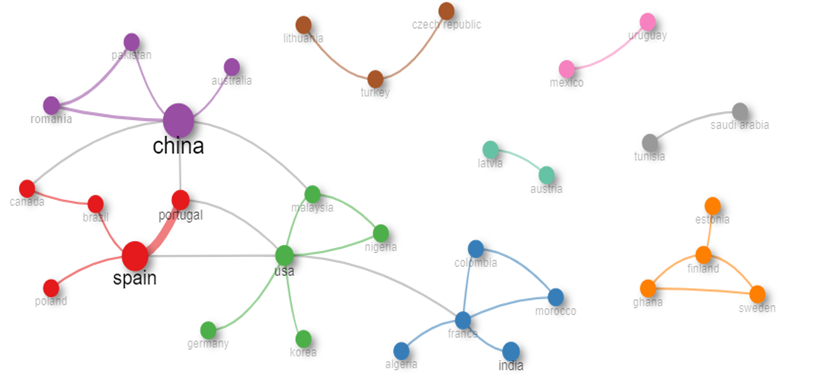 lithuania
czech republic
turkey
uruguay
mexico
pakistan
australia
romania
china
saudi arabia
tunisia
latvia
austria
canada
brazil
portugal
malaysia
nigeria
spain
usa
poland
germany
korea
colombia
morocco
france
algeria
india
estonia
finland
ghana
sweden